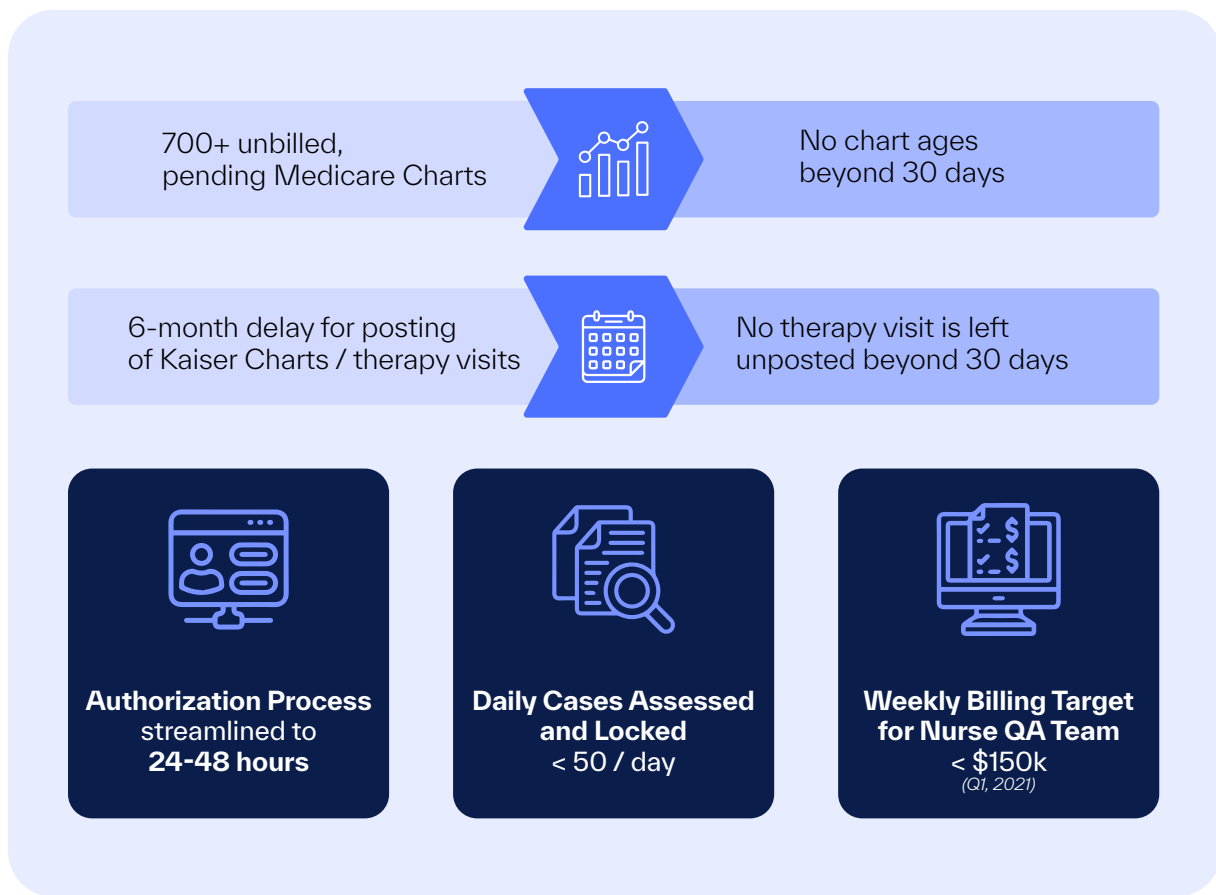 700+ unbilled,
pending Medicare Charts
No chart ages
beyond 30 days
6-month delay for posting
of Kaiser Charts / therapy visits
No therapy visit is left
unposted beyond 30 days
Authorization Process
streamlined to
24-48 hours
Daily Cases Assessed
and Locked
< 50 / day
Weekly Billing Target
for Nurse QA Team
< $150k
(Q1, 2021)